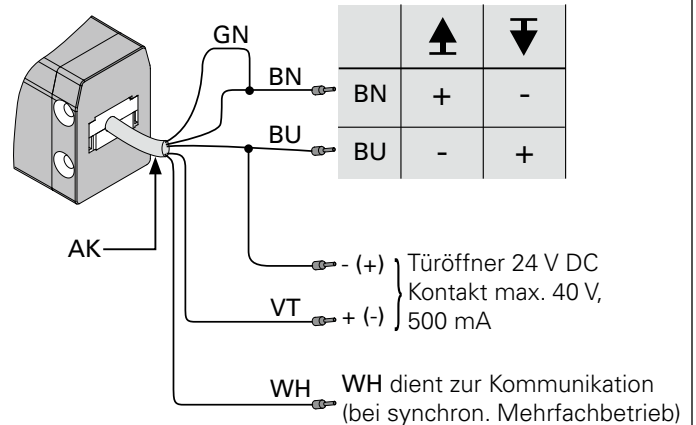 GN
BN
BU
BN + -
BU - +
AK
- (+)
VT
+ (-)
Türöffner 24 V DC
Kontakt max. 40 V,
500 mA
WH
WH dient zur Kommunikation
(bei synchron. Mehrfachbetrieb)